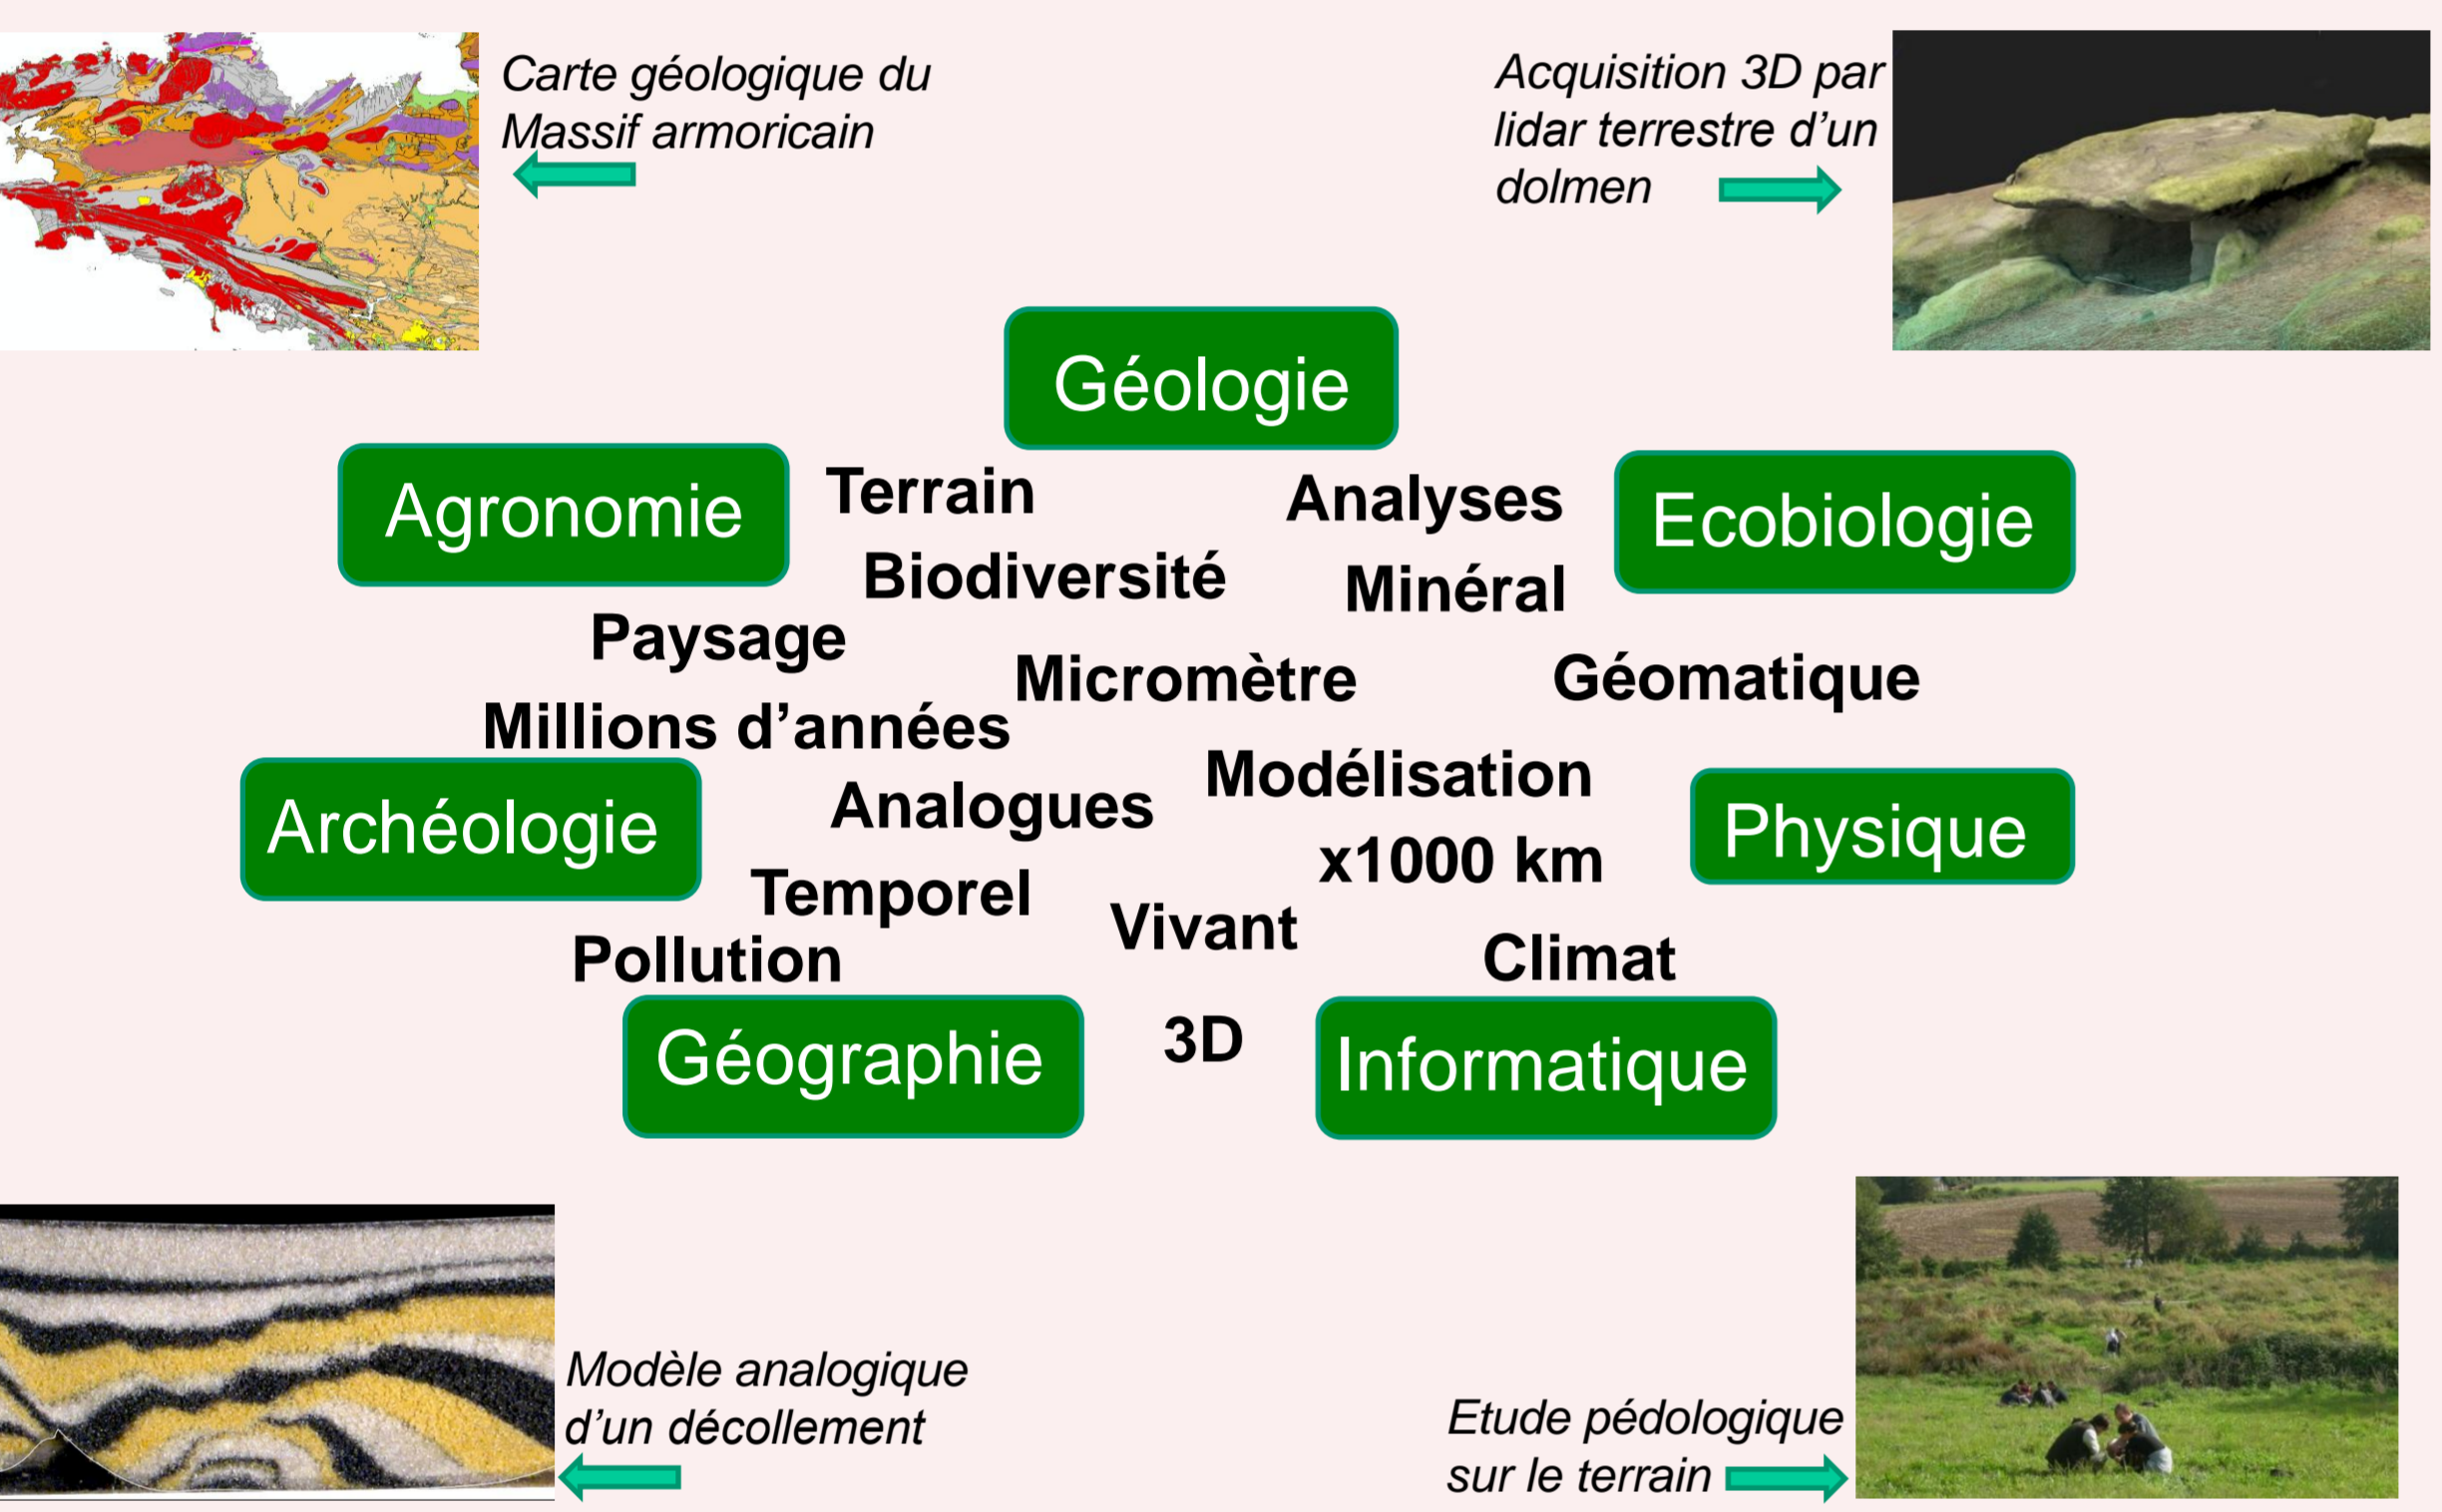 Carte géologique du
Massif armoricain
Acquisition 3D par
lidar terrestre d’un
dolmen
Géologie
Agronomie
Terrain
Analyses
Ecobiologie
Biodiversité
Minéral
Paysage
Micromètre
Géomatique
Millions d’années
Modélisation
Archéologie
Analogues
Physique
x1000 km
Temporel
Vivant
Pollution
Climat
Géographie
3D
Informatique
Modèle analogique
d’un décollement
Etude pédologique
sur le terrain